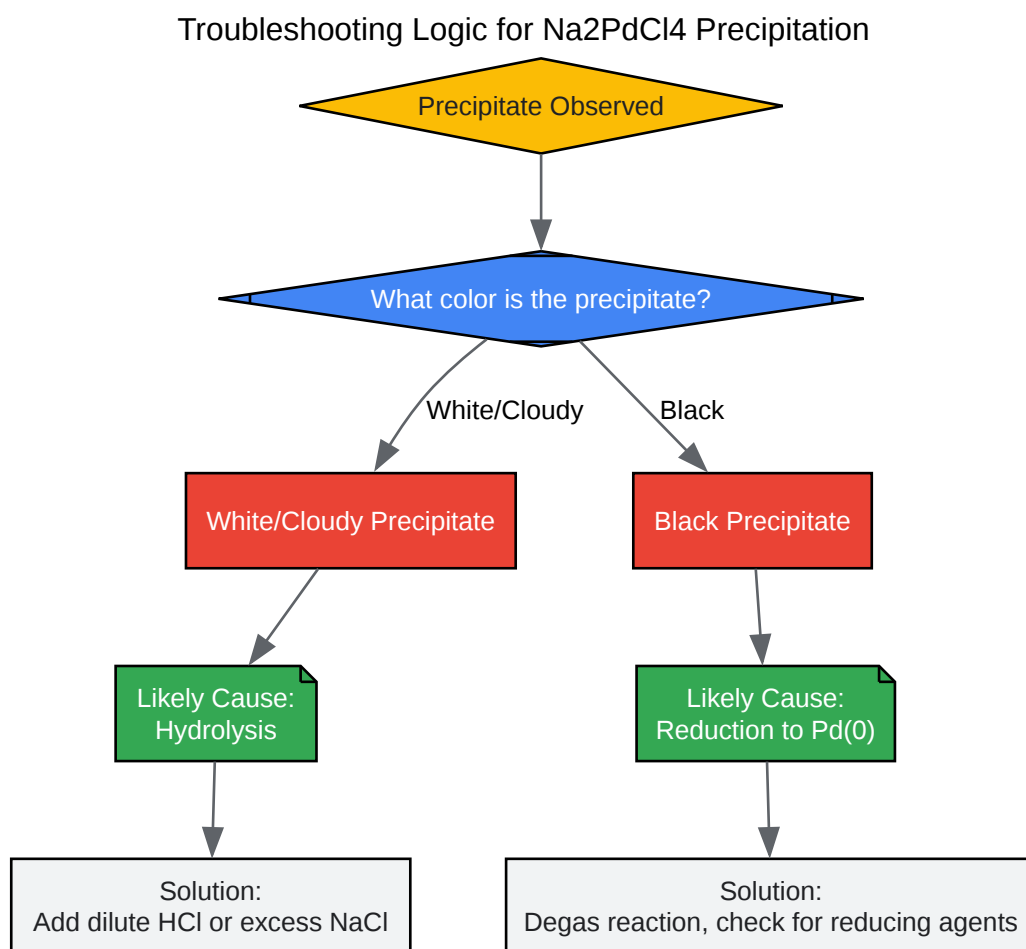 Troubleshooting Logic for Na2PdCl4 Precipitation
Precipitate Observed
What color is the precipitate?
White/Cloudy
Black
White/Cloudy Precipitate
Black Precipitate
Likely Cause:
Hydrolysis
Likely Cause:
Reduction to Pd(0)
Solution:
Add dilute HCl or excess NaCl
Solution:
Degas reaction, check for reducing agents